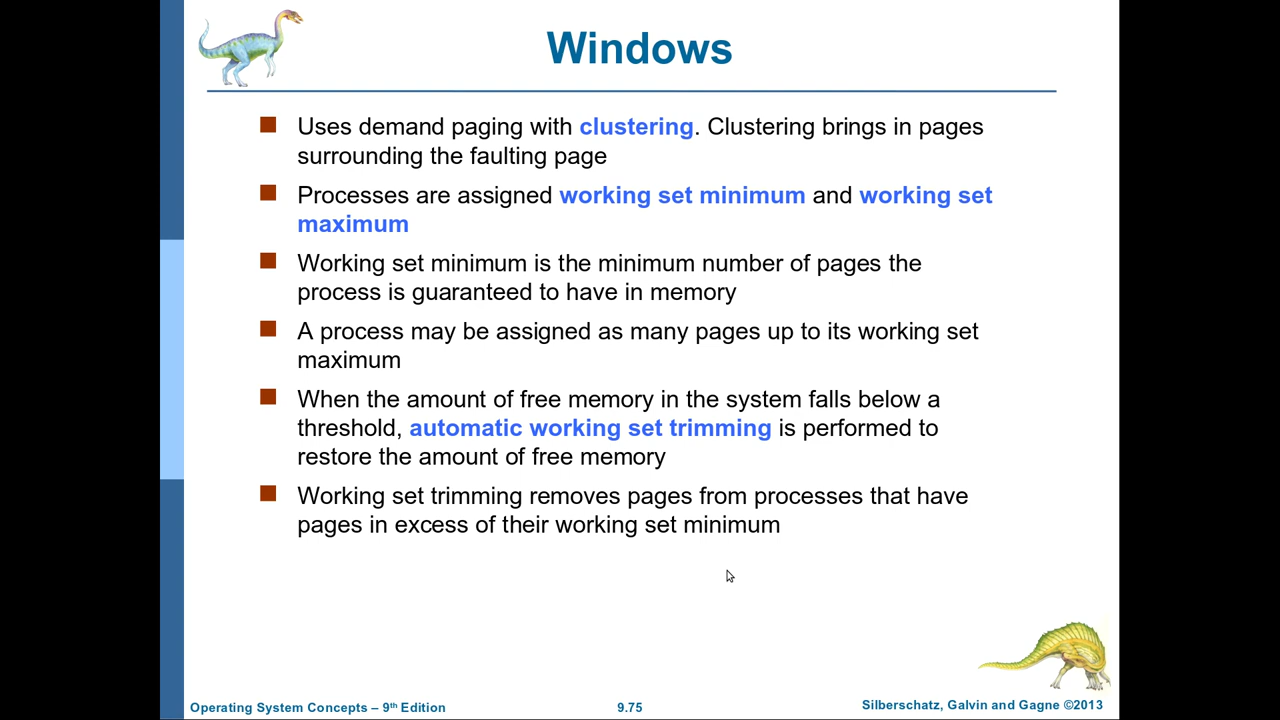 Windows
Uses demand paging with clustering. Clustering brings in pages
surrounding the faulting page
Processes are assigned working set minimum and working set
maximum
Working set minimum is the minimum number of pages the
process is guaranteed to have in memory
A process may be assigned as many pages up to its working set
maximum
When the amount of free memory in the system falls below a
threshold, automatic working set trimming is performed to
restore the amount of free memory
Working set trimming removes pages from processes that have
pages in excess of their working set minimum
Operating System Concepts – 9th Edition
9.75
Silberschatz, Galvin and Gagne ©2013